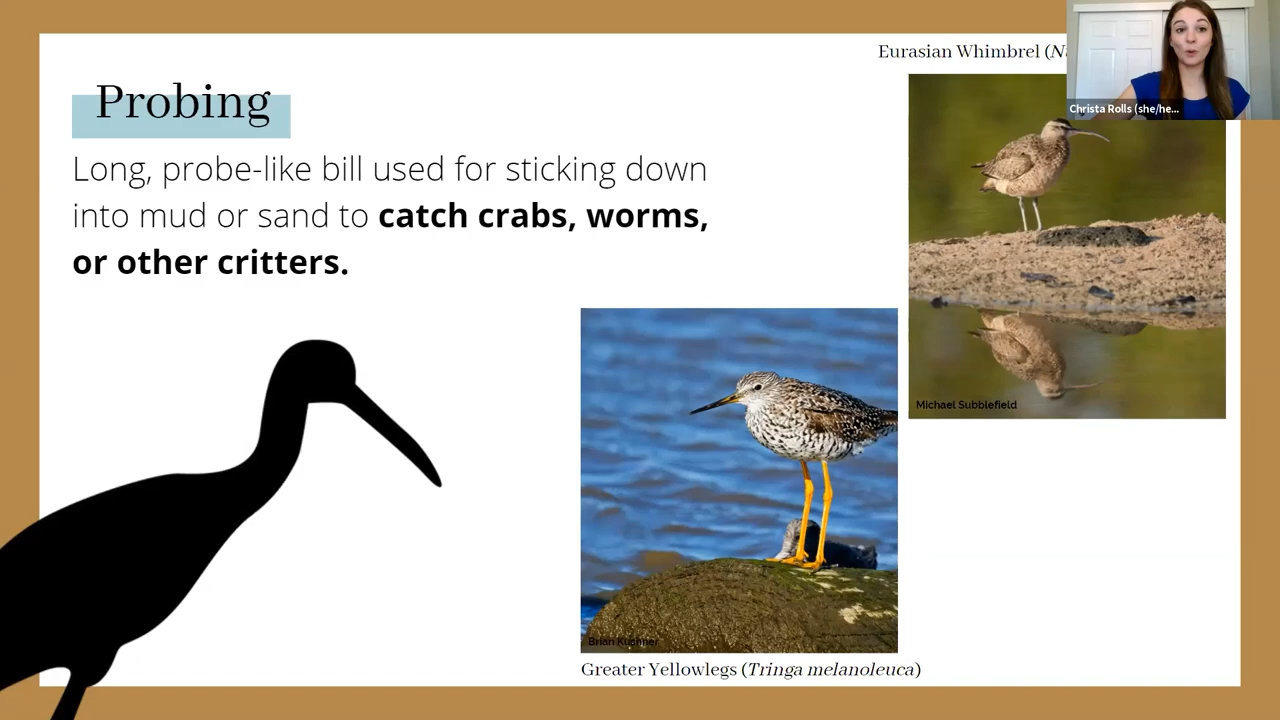 Eurasian Whimbrel (
Christa Rolls (she/he...
Probing
Long, probe-like bill used for sticking down
into mud or sand to catch crabs, worms,
or other critters.
Michael Subblefield
Brian Kushner
Greater Yellowlegs (Tringa melanoleuca)